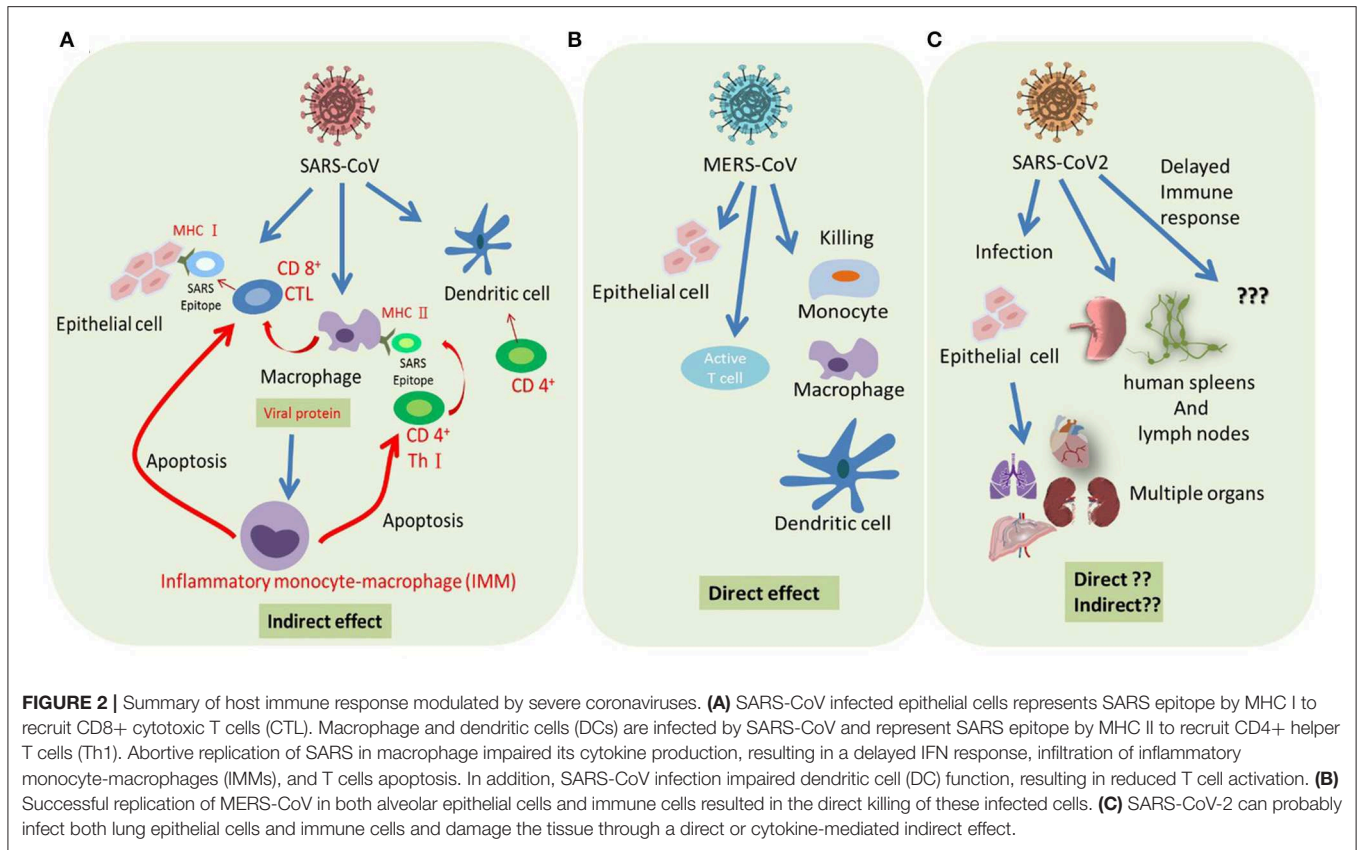 A
SARS-CoV
MHC I
SARS
Epitope
CD 8⁺
CTL
Epithelial cell
Dendritic cell
MHC II
SARS
Epitope
Macrophage
CD 4⁺
Viral protein
CD 4⁺
Th I
Apoptosis
Apoptosis
Inflammatory monocyte-macrophage (IMM)
Indirect effect
B
MERS-CoV
Killing
Epithelial cell
Monocyte
Active
T cell
Macrophage
Dendritic cell
Direct effect
C
SARS-CoV2
Delayed
Immune
response
Infection
???
Epithelial cell
human spleens
And
lymph nodes
Multiple organs
Direct ??
Indirect??
FIGURE 2 | Summary of host immune response modulated by severe coronaviruses. (A) SARS-CoV infected epithelial cells represents SARS epitope by MHC I to
recruit CD8+ cytotoxic T cells (CTL). Macrophage and dendritic cells (DCs) are infected by SARS-CoV and represent SARS epitope by MHC II to recruit CD4+ helper
T cells (Th1). Abortive replication of SARS in macrophage impaired its cytokine production, resulting in a delayed IFN response, infiltration of inflammatory
monocyte-macrophages (IMMs), and T cells apoptosis. In addition, SARS-CoV infection impaired dendritic cell (DC) function, resulting in reduced T cell activation. (B)
Successful replication of MERS-CoV in both alveolar epithelial cells and immune cells resulted in the direct killing of these infected cells. (C) SARS-CoV-2 can probably
infect both lung epithelial cells and immune cells and damage the tissue through a direct or cytokine-mediated indirect effect.